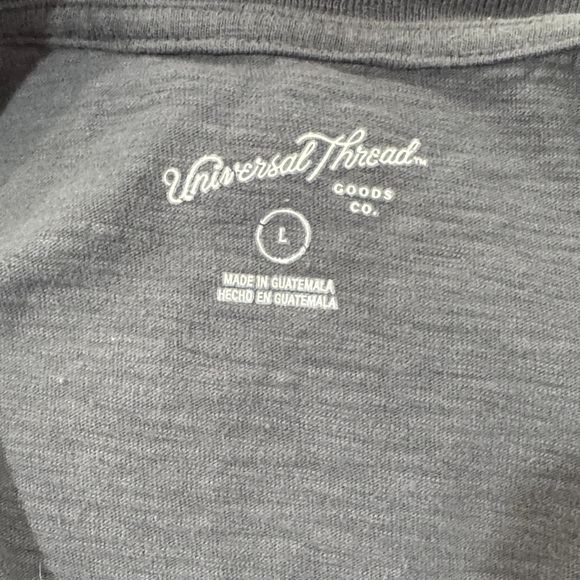 Universal Thread™
GOODS
CO.
L
MADE IN GUATEMALA
HECHO EN GUATEMALA